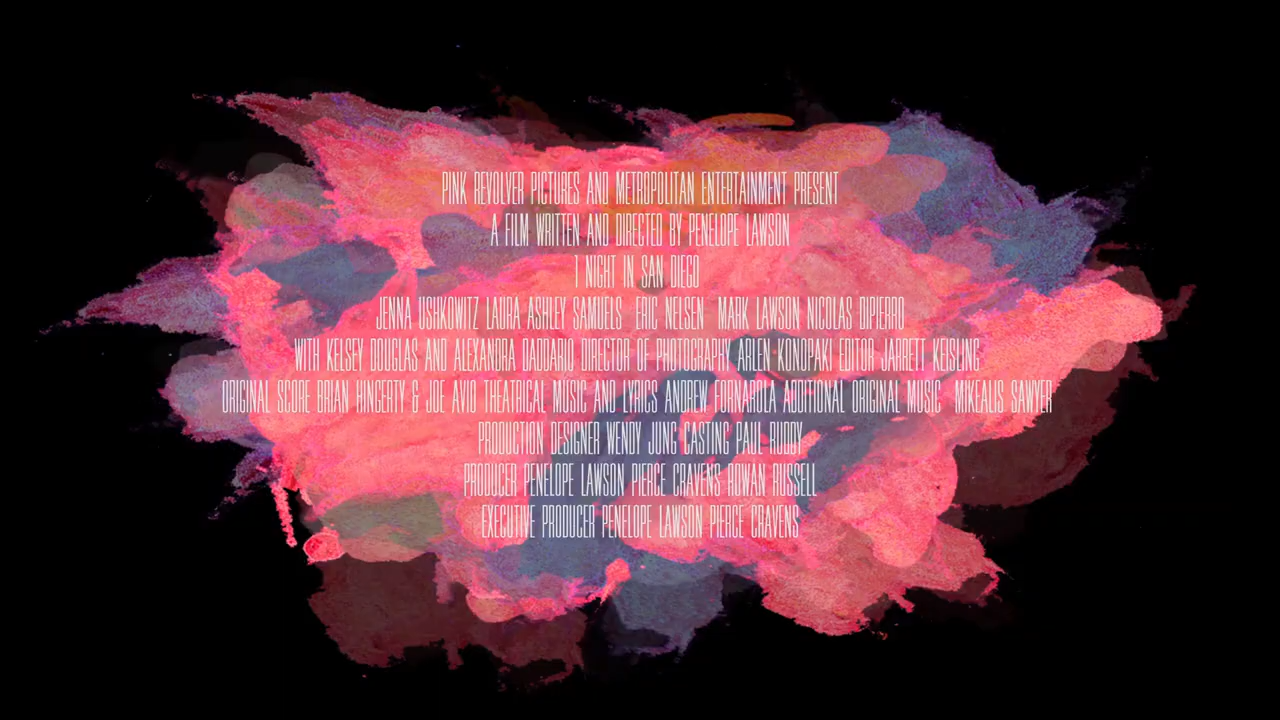 PINK REVOLVER PICTURES AND METROPOLITAN ENTERTAINMENT PRESENT
A FILM WRITTEN AND DIRECTED BY PENELOPE LAWSON
1 NIGHT IN SAN DIEGO
JENNA USHKOWITZ LAURA ASHLEY SAMUELS ERIC NELSEN MARK LAWSON NICOLAS DIPIERRO
WITH KELSEY DOUGLAS AND ALEXANDRA DADDARIO DIRECTOR OF PHOTOGRAPHY ARLEN KONOPAKI EDITOR JARRETT KEISLING
ORIGINAL SCORE BRIAN HINGERTY & JOE AVIO THEATRICAL MUSIC AND LYRICS ANDREW FORNAROLA ADDITIONAL ORIGINAL MUSIC MIKEALIS SAWYER
PRODUCTION DESIGNER WENDY JUNG CASTING PAUL RUDDY
PRODUCER PENELOPE LAWSON PIERCE CRAVENS ROWAN RUSSELL
EXECUTIVE PRODUCER PENELOPE LAWSON PIERCE CRAVENS